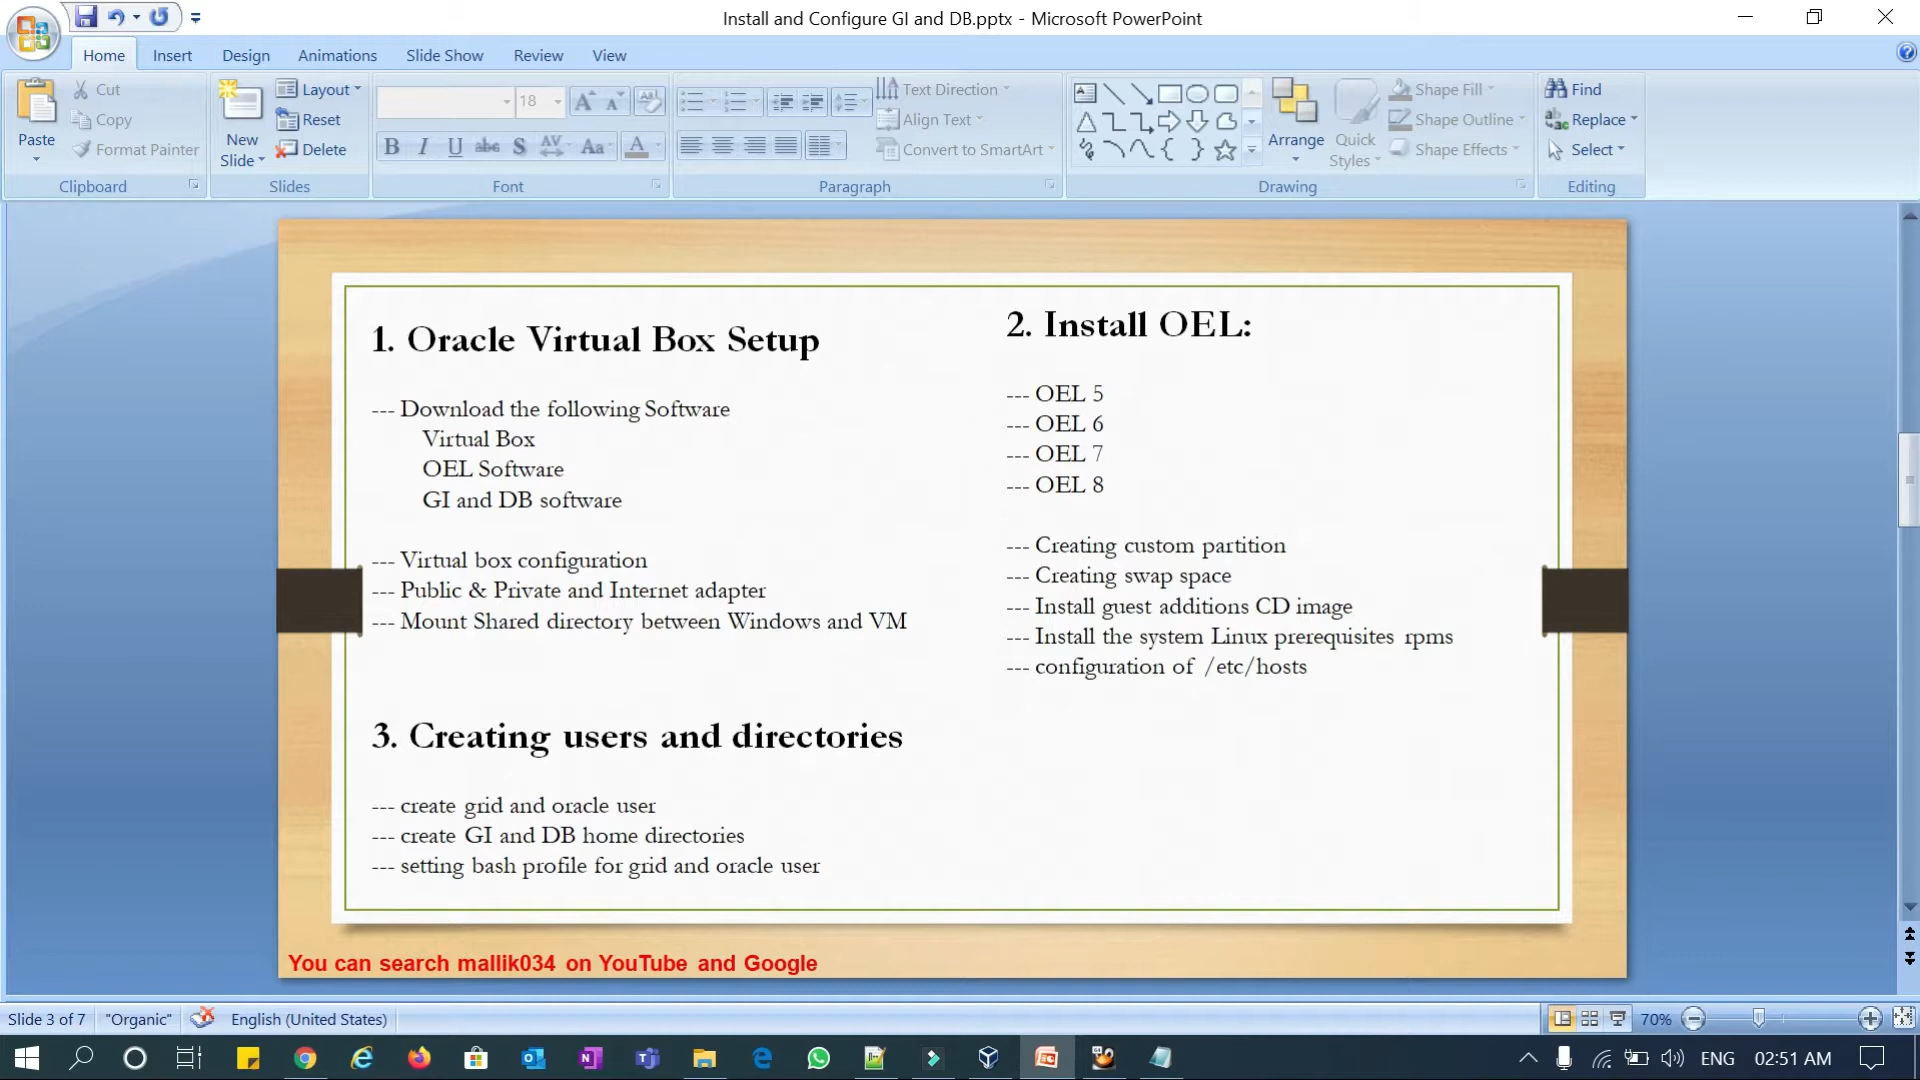 Install and Configure GI and DB.pptx - Microsoft PowerPoint
Home Insert Design Animations Slide Show Review View
Paste
Cut
Copy
Format Painter
Clipboard
New Slide
Layout
Reset
Delete
Slides
18
B I U abc S AV Aa A
Font
Text Direction
Align Text
Convert to SmartArt
Paragraph
Arrange
Quick Styles
Shape Fill
Shape Outline
Shape Effects
Drawing
Find
Replace
Select
Editing
1. Oracle Virtual Box Setup
--- Download the following Software
Virtual Box
OEL Software
GI and DB software
--- Virtual box configuration
--- Public & Private and Internet adapter
--- Mount Shared directory between Windows and VM
2. Install OEL:
--- OEL 5
--- OEL 6
--- OEL 7
--- OEL 8
--- Creating custom partition
--- Creating swap space
--- Install guest additions CD image
--- Install the system Linux prerequisites rpms
--- configuration of /etc/hosts
3. Creating users and directories
--- create grid and oracle user
--- create GI and DB home directories
--- setting bash profile for grid and oracle user
You can search mallik034 on YouTube and Google
Slide 3 of 7 "Organic" English (United States) 70%
ENG 02:51 AM